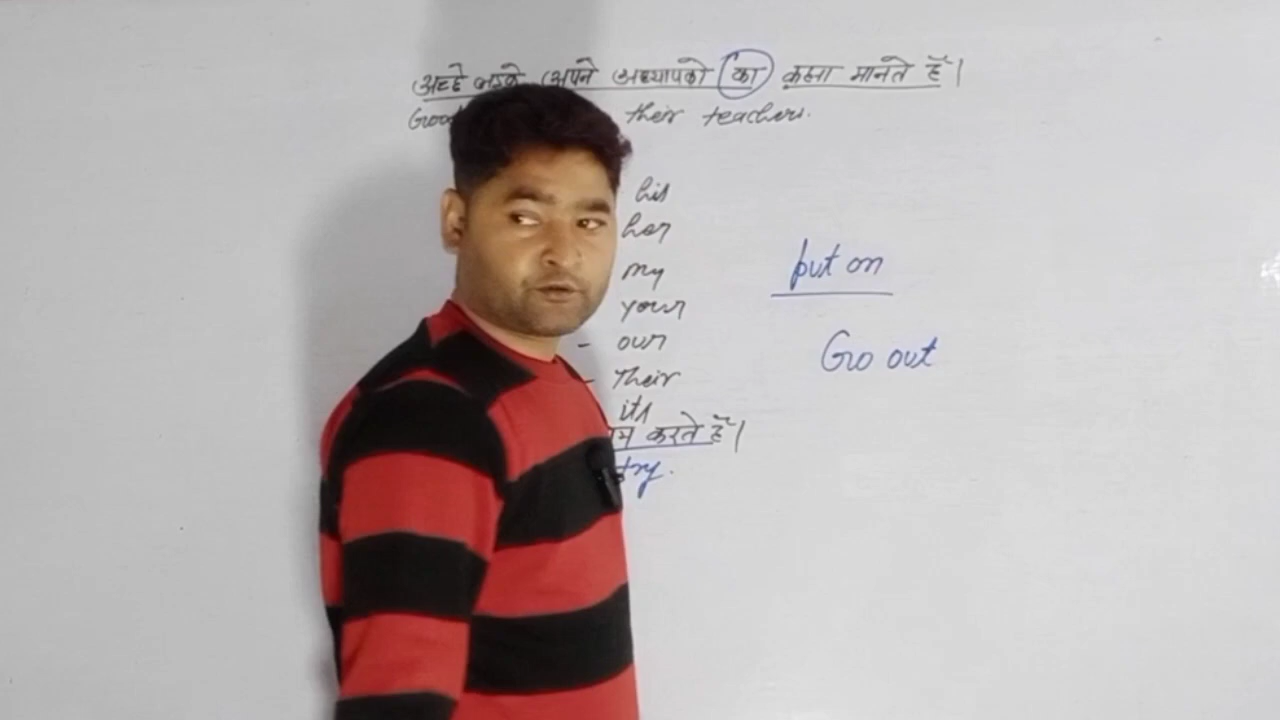 अच्छे लड़के अपने अध्यापकों का कहना मानते हैं।
their teachers.
his
her
my
your
- our
- Their
its
करते हैं।
put on
Go out